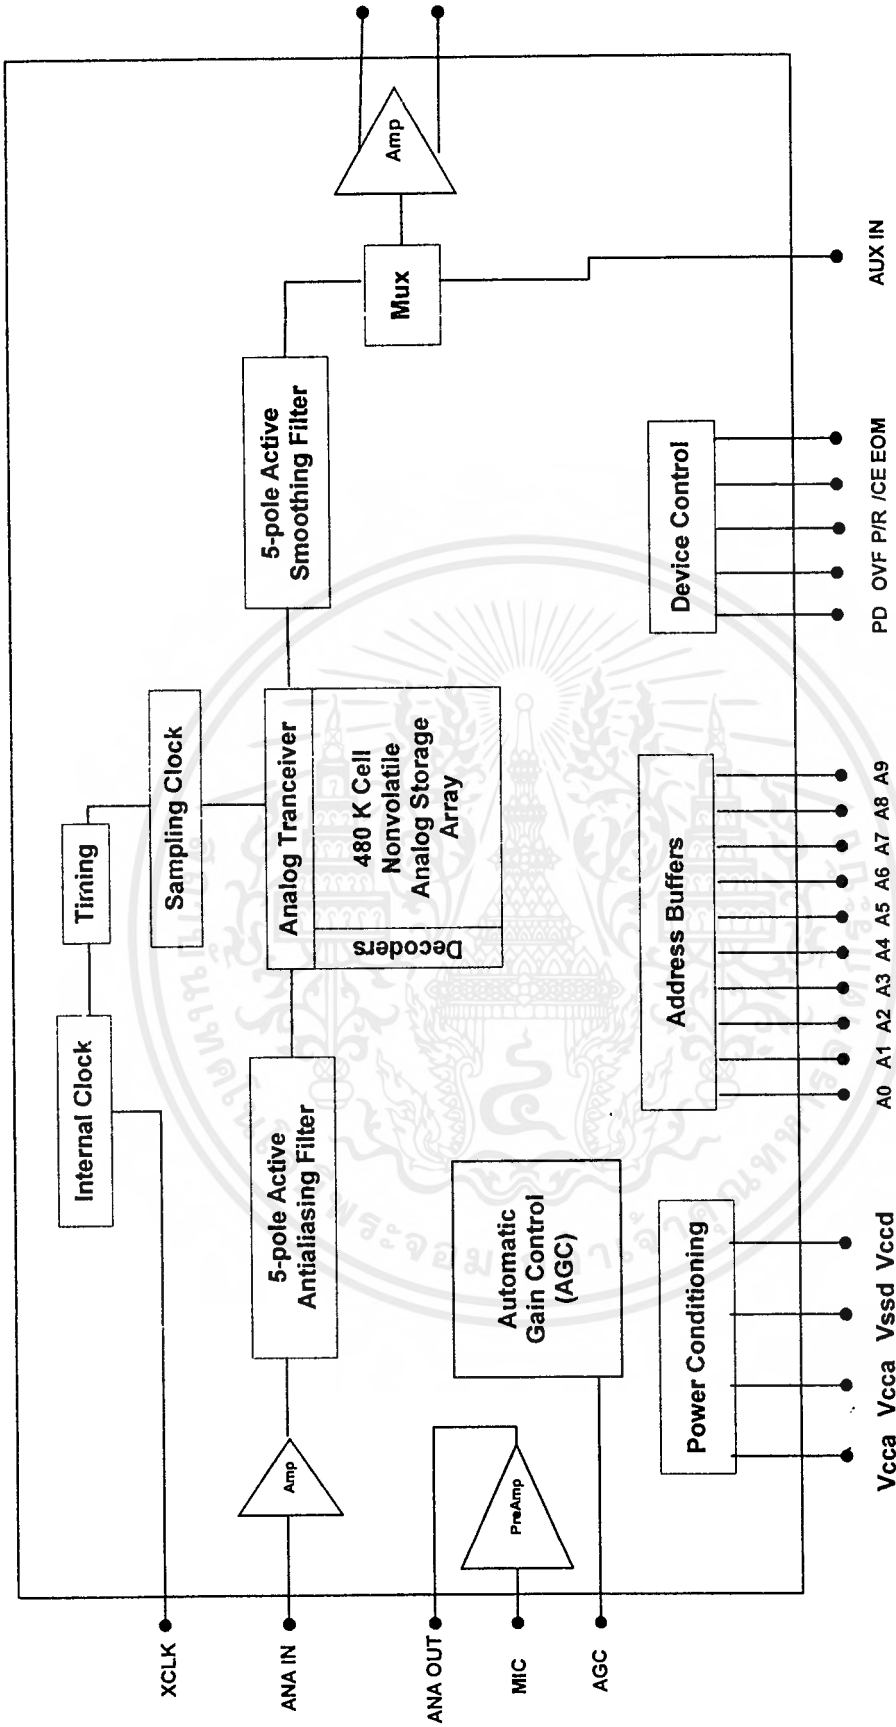 XCLK
ANA IN
ANA OUT
MIC
AGC
Internal Clock
Timing
Sampling Clock
Amp
5-pole Active
Antialiasing Filter
Analog Tranceiver
Decoders
480 K Cell
Nonvolatile
Analog Storage
Array
5-pole Active
Smoothing Filter
Mux
Amp
PreAmp
Automatic
Gain Control
(AGC)
Power Conditioning
Address Buffers
Device Control
Vcca Vcca Vssd Vccd
A0 A1 A2 A3 A4 A5 A6 A7 A8 A9
PD OVF P/R /CE EOM
AUX IN